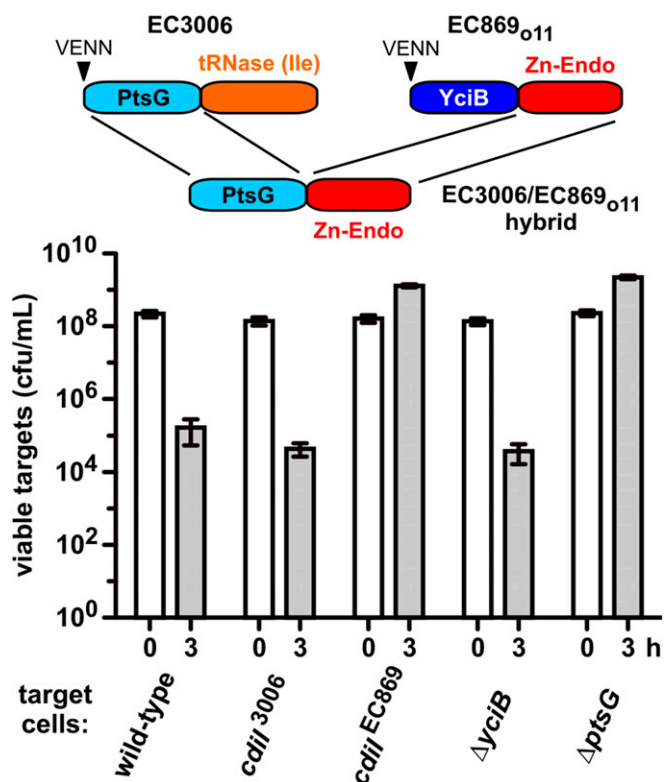 EC3006 EC869o11
VENN VENN
tRNase (Ile) Zn-Endo
PtsG YciB
PtsG
EC3006/EC869o11
hybrid
Zn-Endo
viable targets (cfu/mL)
10^10
10^8
10^6
10^4
10^2
10^0
0 3 0 3 0 3 0 3 0 3 h
target
cells:
wild-type
cdiI 3006
cdiI EC869
ΔyciB
ΔptsG